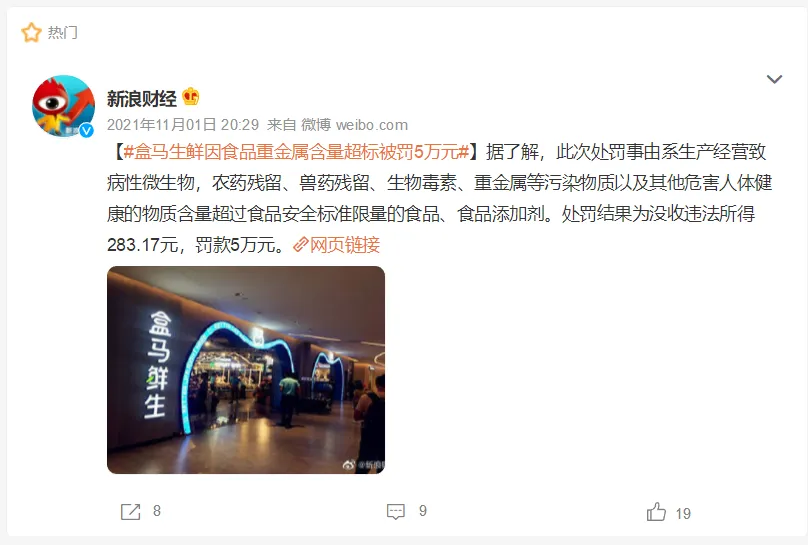 热门
新浪财经
2021年11月01日 20:29 来自 微博 weibo.com
【#盒马生鲜因食品重金属含量超标被罚5万元#】据了解，此次处罚事由系生产经营致
病性微生物，农药残留、兽药残留、生物毒素、重金属等污染物质以及其他危害人体健
康的物质含量超过食品安全标准限量的食品、食品添加剂。处罚结果为没收违法所得
283.17元，罚款5万元。网页链接
盒马鲜生
8
9
19